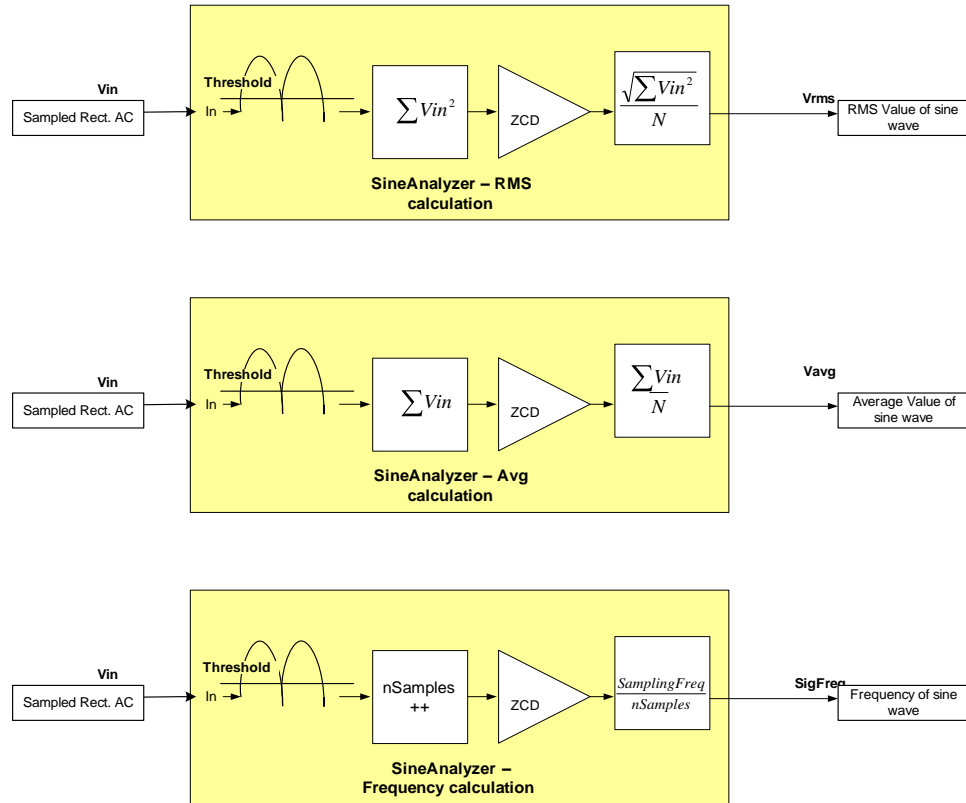 Vin
Sampled Rect. AC
Threshold
In
∑Vin²
ZCD
√∑Vin²
N
Vrms
RMS Value of sine
wave
SineAnalyzer – RMS
calculation
Vin
Sampled Rect. AC
Threshold
In
∑Vin
ZCD
∑Vin
N
Vavg
Average Value of
sine wave
SineAnalyzer – Avg
calculation
Vin
Sampled Rect. AC
Threshold
In
nSamples
++
ZCD
SamplingFreq
nSamples
SigFreq
Frequency of sine
wave
SineAnalyzer –
Frequency calculation